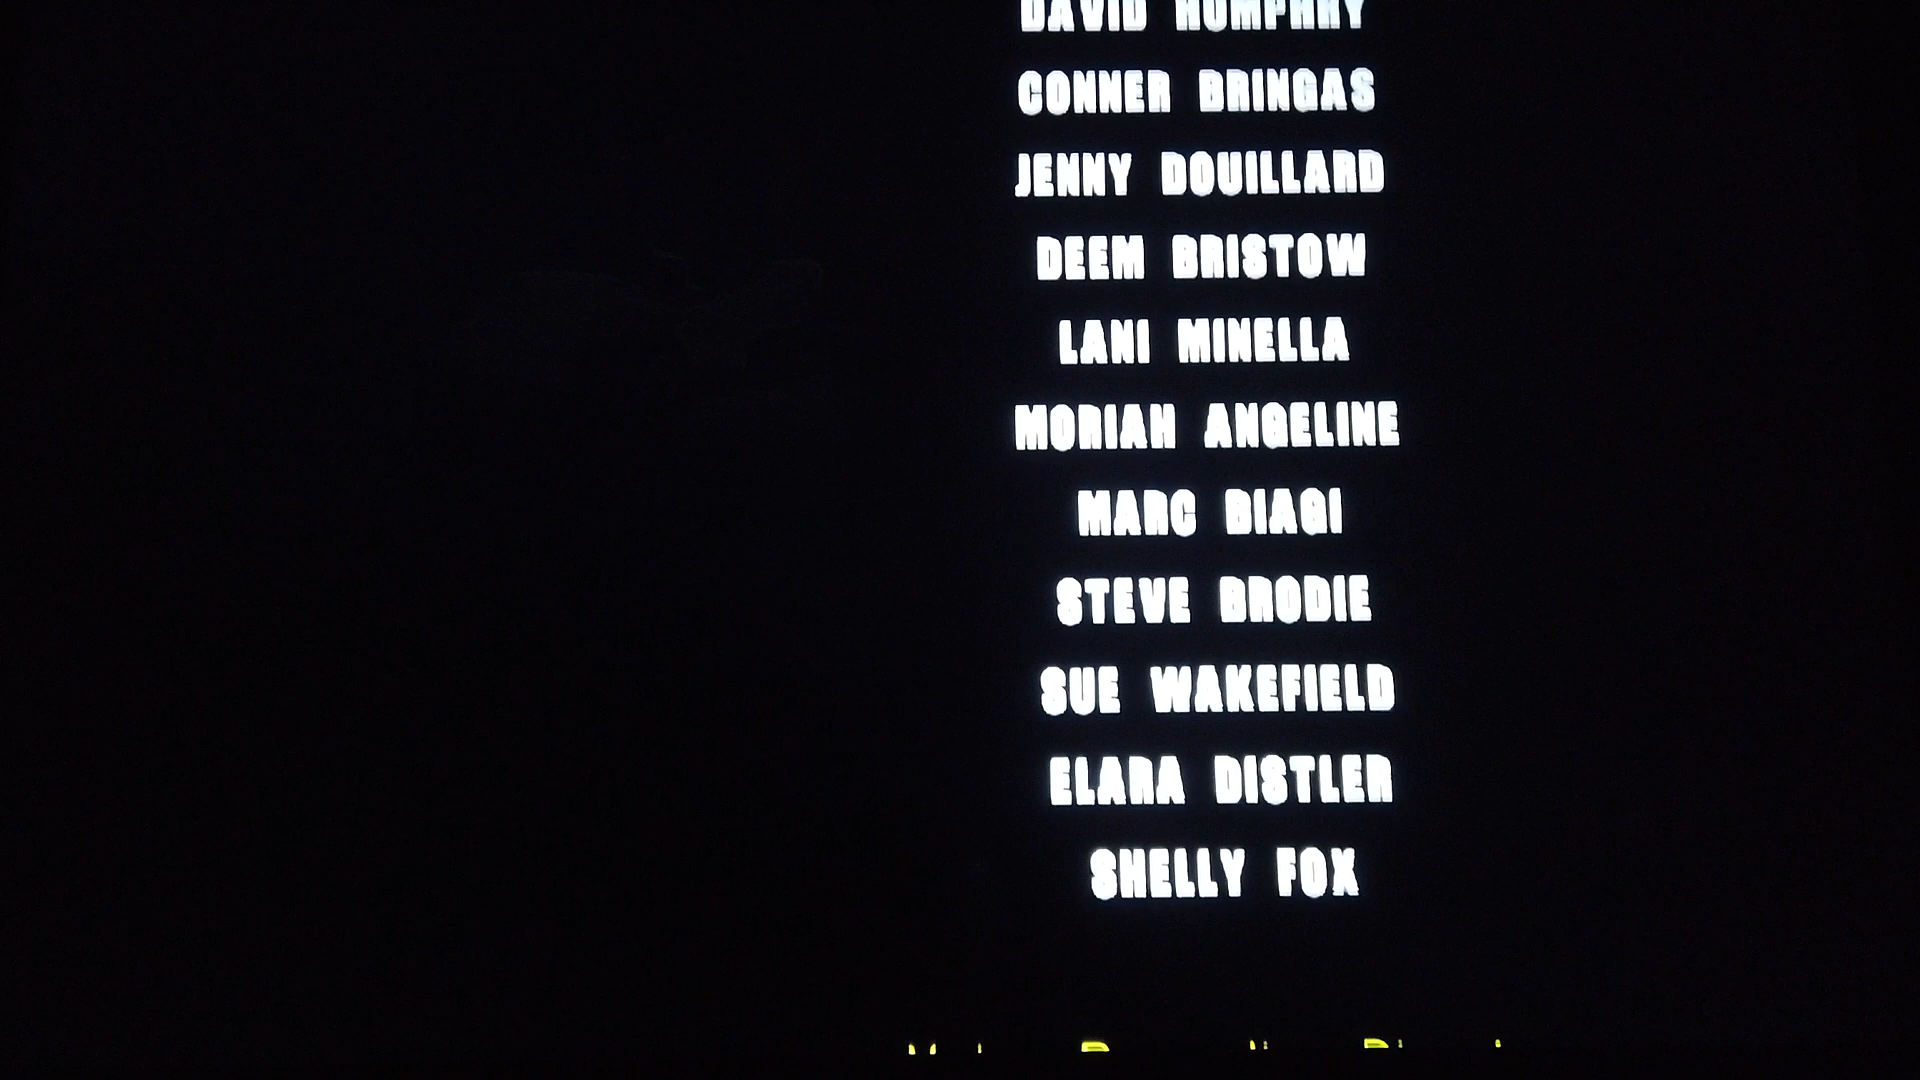 DAVID HUMPHRY
CONNER BRINGAS
JENNY DOUILLARD
DEEM BRISTOW
LANI MINELLA
MORIAH ANGELINE
MARC BIAGI
STEVE BRODIE
SUE WAKEFIELD
ELARA DISTLER
SHELLY FOX